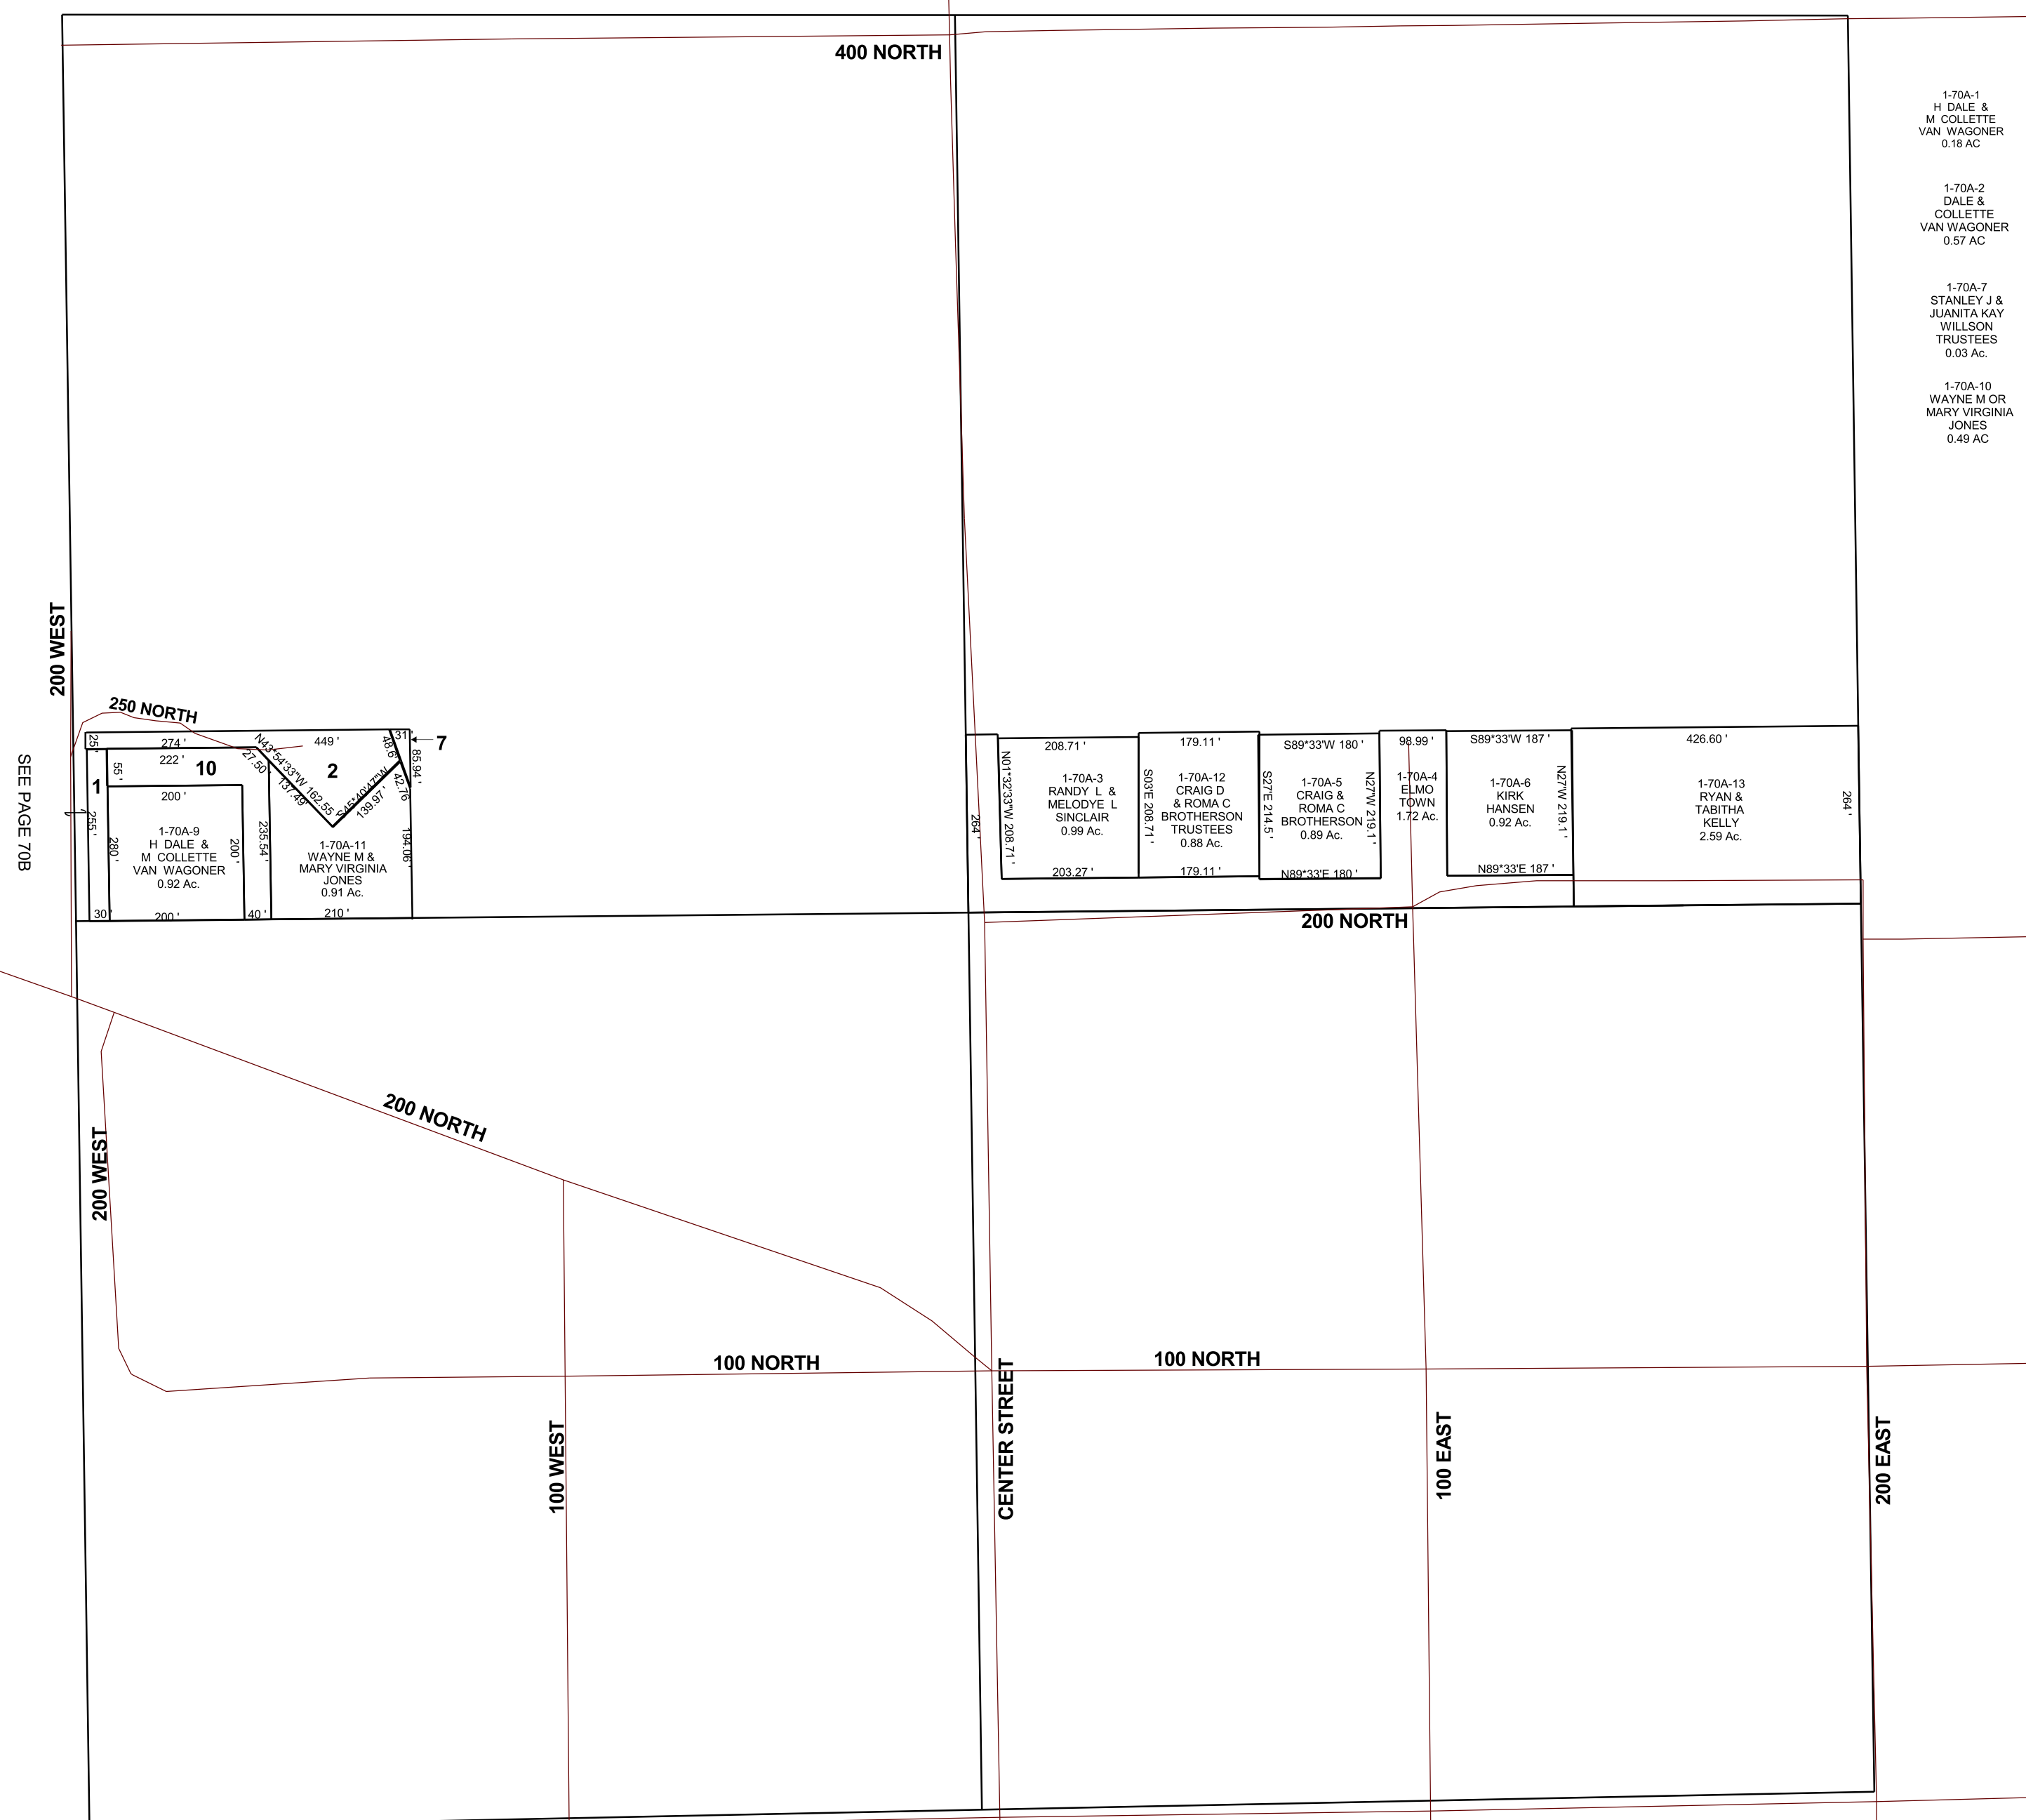 400 NORTH
1-70A-1
H DALE &
M COLLETTE
VAN WAGONER
0.18 AC
1-70A-2
DALE &
COLLETTE
VAN WAGONER
0.57 AC
1-70A-7
STANLEY J &
JUANITA KAY
WILLSON
TRUSTEES
0.03 Ac.
1-70A-10
WAYNE M OR
MARY VIRGINIA
JONES
0.49 AC
200 WEST
SEE PAGE 70B
250 NORTH
25 '
274 '
449 '
31 '
7
222 '
10
2
1
55 '
N43*54'33"W 162.55
27.50 '
137.49'
48.6'
85.94 '
42.76
S45*40'47"W
139.97 '
200 '
255 '
280 '
1-70A-9
H DALE &
M COLLETTE
VAN WAGONER
0.92 Ac.
200 '
235.54 '
194.06 '
1-70A-11
WAYNE M &
MARY VIRGINIA
JONES
0.91 Ac.
30 '
200 '
40 '
210 '
264 '
N01*32'33"W 208.71 '
208.71 '
1-70A-3
RANDY L &
MELODYE L
SINCLAIR
0.99 Ac.
203.27 '
S03'E 208.71 '
179.11 '
1-70A-12
CRAIG D
& ROMA C
BROTHERSON
TRUSTEES
0.88 Ac.
179.11 '
S27'E 214.5 '
S89*33'W 180 '
1-70A-5
CRAIG &
ROMA C
BROTHERSON
0.89 Ac.
N89*33'E 180 '
N27'W 219.1 '
98.99 '
1-70A-4
ELMO
TOWN
1.72 Ac.
S89*33'W 187 '
1-70A-6
KIRK
HANSEN
0.92 Ac.
N89*33'E 187 '
N27'W 219.1 '
426.60 '
1-70A-13
RYAN &
TABITHA
KELLY
2.59 Ac.
264 '
200 NORTH
200 NORTH
200 WEST
100 NORTH
100 NORTH
100 WEST
CENTER STREET
100 EAST
200 EAST